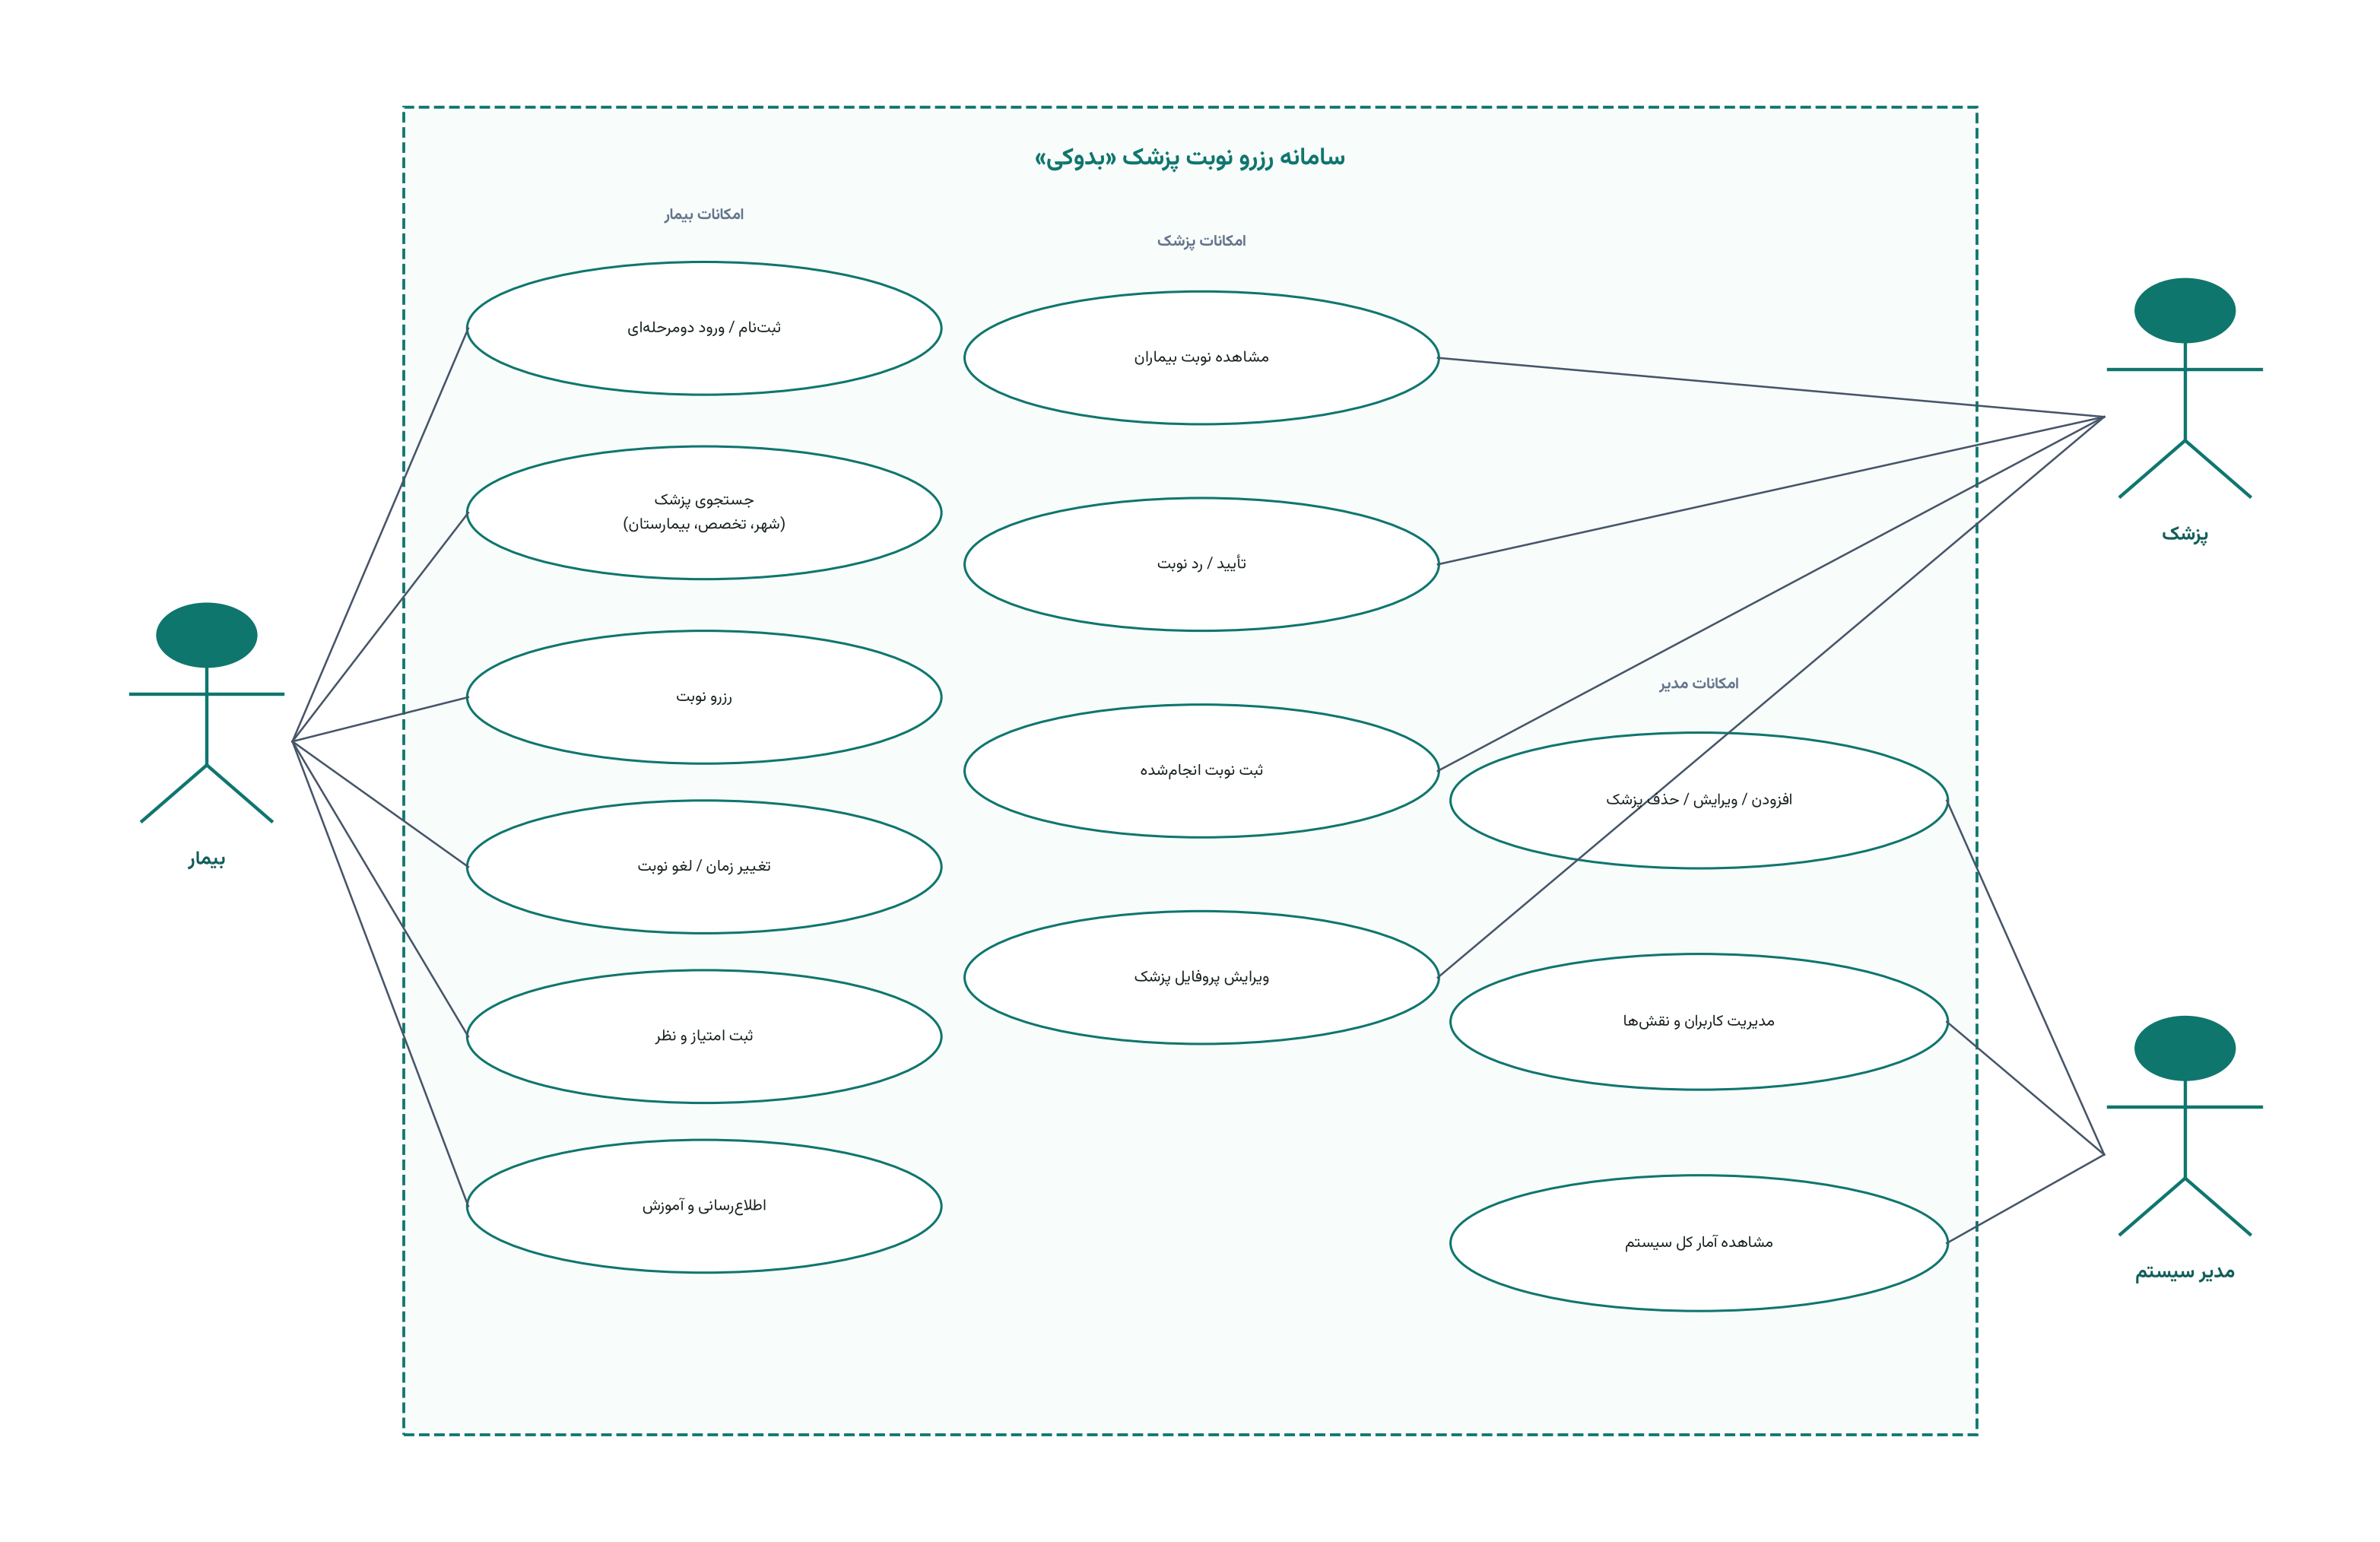 سامانه رزرو نوبت پزشک «بدوکی»
امکانات بیمار
ثبت‌نام / ورود دومرحله‌ای
جستجوی پزشک
(شهر، تخصص، بیمارستان)
رزرو نوبت
تغییر زمان / لغو نوبت
ثبت امتیاز و نظر
اطلاع‌رسانی و آموزش
امکانات پزشک
مشاهده نوبت بیماران
تأیید / رد نوبت
ثبت نوبت انجام‌شده
ویرایش پروفایل پزشک
امکانات مدیر
افزودن / ویرایش / حذف پزشک
مدیریت کاربران و نقش‌ها
مشاهده آمار کل سیستم
بیمار
پزشک
مدیر سیستم